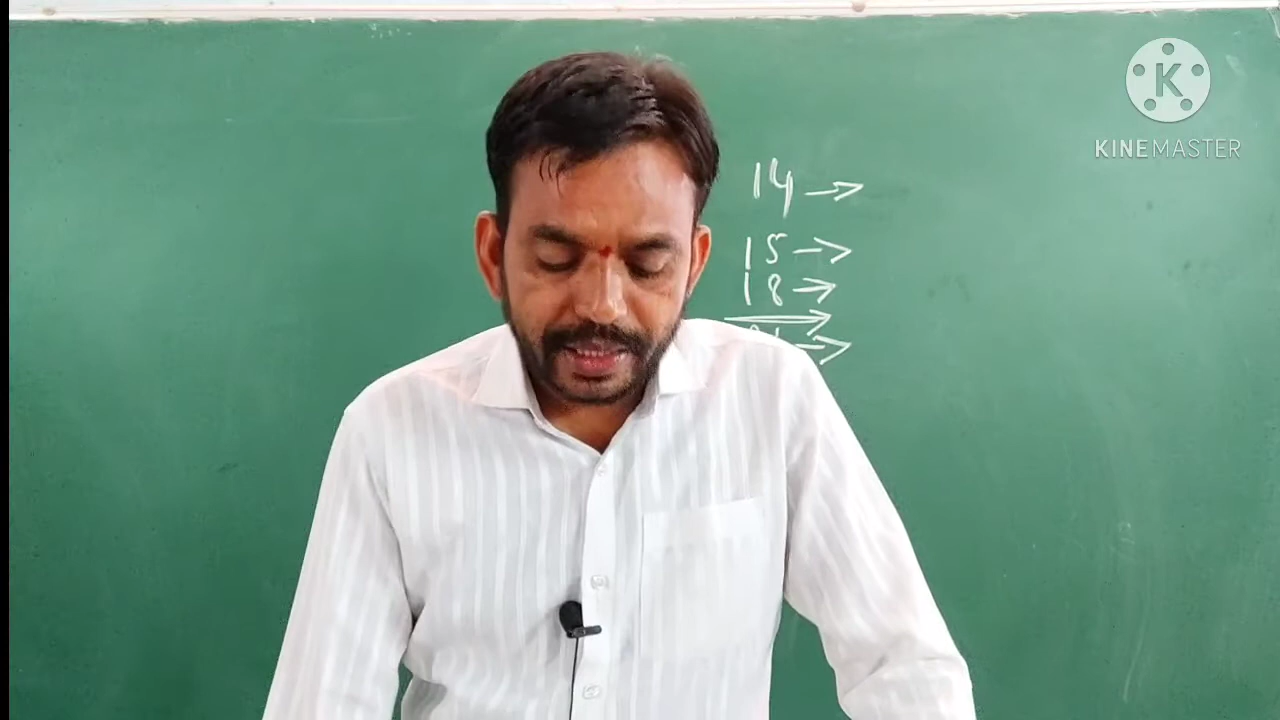 K
KINEMASTER
14 →
15 →
18 →